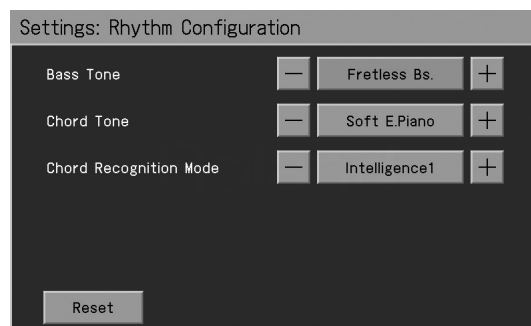 Settings: Rhythm Configuration
Bass Tone − Fretless Bs. +
Chord Tone − Soft E.Piano +
Chord Recognition Mode − Intelligence1 +
Reset